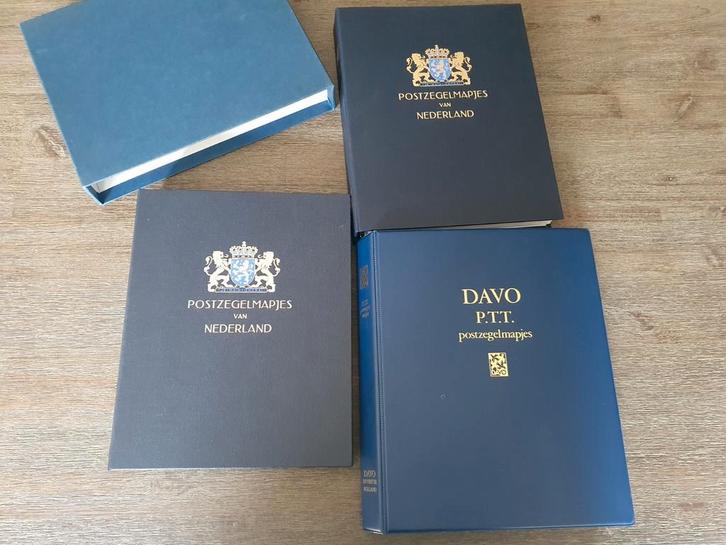 POSTZEGELMAPJES
VAN
NEDERLAND
POSTZEGELMAPJES
VAN
NEDERLAND
DAVO
P.T.T.
postzegelmapjes
DAVO